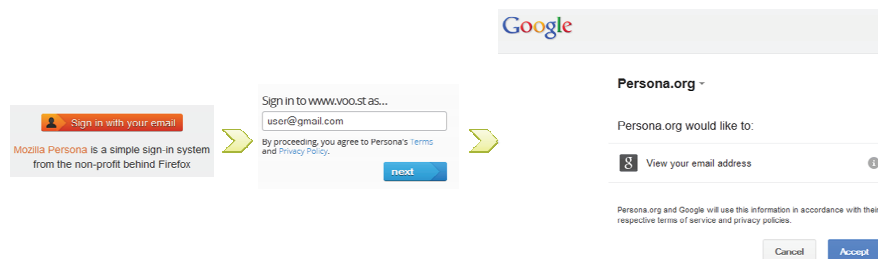 Sign in with your email
Mozilla Persona is a simple sign-in system
from the non-profit behind Firefox
Sign in to www.voo.st as...
user@gmail.com
By proceeding, you agree to Persona's Terms
and Privacy Policy.
next
Google
Persona.org
Persona.org would like to:
g View your email address i
Persona.org and Google will use this information in accordance with their
respective terms of service and privacy policies.
Cancel Accept